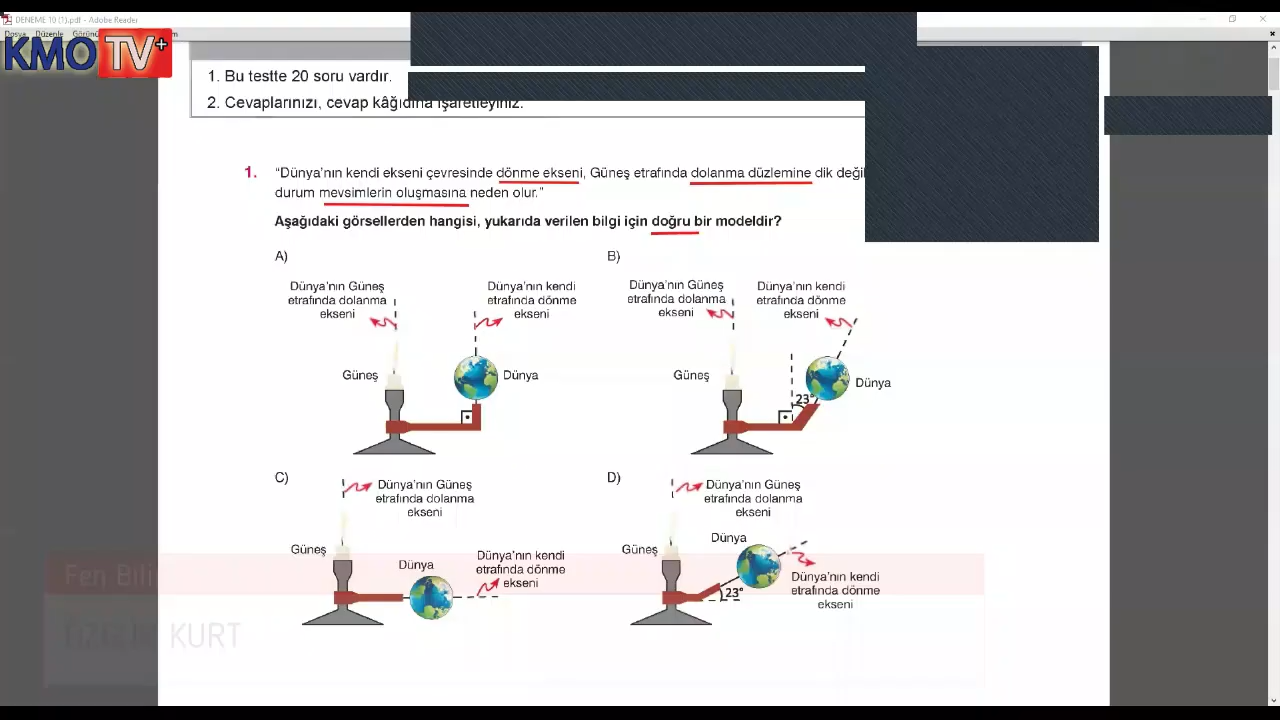 DENEME 10 (1).pdf - Adobe Reader
Dosya Düzenle
KMO TV+
1. Bu testte 20 soru vardır.
2. Cevaplarınızı, cevap kâğıdına işaretleyiniz.
1. “Dünya’nın kendi ekseni çevresinde dönme ekseni, Güneş etrafında dolanma düzlemine dik
durum mevsimlerin oluşmasına neden olur.”
Aşağıdaki görsellerden hangisi, yukarıda verilen bilgi için doğru bir modeldir?
A)
Dünya’nın Güneş
etrafında dolanma
ekseni
Dünya’nın kendi
etrafında dönme
ekseni
Güneş
Dünya
B)
Dünya’nın Güneş
etrafında dolanma
ekseni
Dünya’nın kendi
etrafında dönme
ekseni
Güneş
Dünya
23°
C)
Dünya’nın Güneş
etrafında dolanma
ekseni
Güneş
Dünya
Dünya’nın kendi
etrafında dönme
ekseni
D)
Dünya’nın Güneş
etrafında dolanma
ekseni
Güneş
Dünya
23°
Dünya’nın kendi
etrafında dönme
ekseni
Fen
KURT